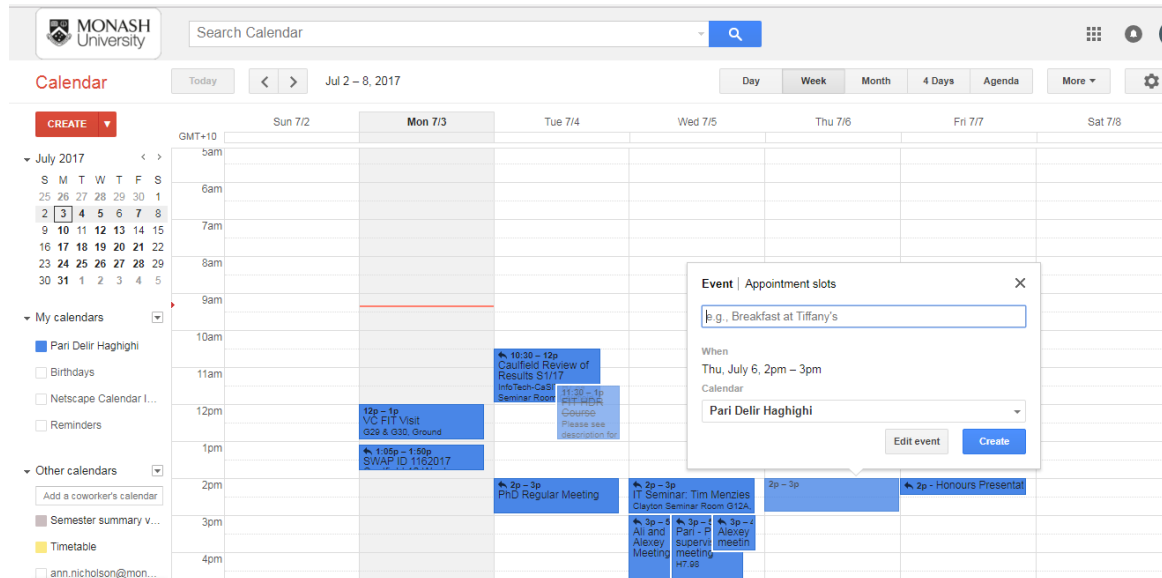 MONASH
University
Search Calendar
Calendar
Today
Jul 2 – 8, 2017
Day
Week
Month
4 Days
Agenda
More
CREATE
Sun 7/2
Mon 7/3
Tue 7/4
Wed 7/5
Thu 7/6
Fri 7/7
Sat 7/8
GMT+10
July 2017
S M T W T F S
25 26 27 28 29 30 1
2 3 4 5 6 7 8
9 10 11 12 13 14 15
16 17 18 19 20 21 22
23 24 25 26 27 28 29
30 31 1 2 3 4 5
My calendars
Pari Delir Haghighi
Birthdays
Netscape Calendar I...
Reminders
Other calendars
Add a coworker's calendar
Semester summary v...
Timetable
ann.nicholson@mon...
5am
6am
7am
8am
9am
10am
11am
12pm
1pm
2pm
3pm
4pm
12p – 1p
VC FIT Visit
G29 & G30, Ground
1:05p – 1:50p
SWAP ID 1162017
10:30 – 12p
Caulfield Review of
Results S1/17
InfoTech-CaS
Seminar Room
11:30 – 1p
FIT HDR
Course
Please see
description for
2p – 3p
PhD Regular Meeting
2p – 3p
IT Seminar: Tim Menzies
Clayton Seminar Room G12A,
3p – 5
Ali and
Alexey
Meeting
3p – 5
Pari - P
supervis
meeting
H7.98
3p – 4
Alexey
meetin
2p – 3p
2p - Honours Presentat
Event
Appointment slots
e.g., Breakfast at Tiffany's
When
Thu, July 6, 2pm – 3pm
Calendar
Pari Delir Haghighi
Edit event
Create